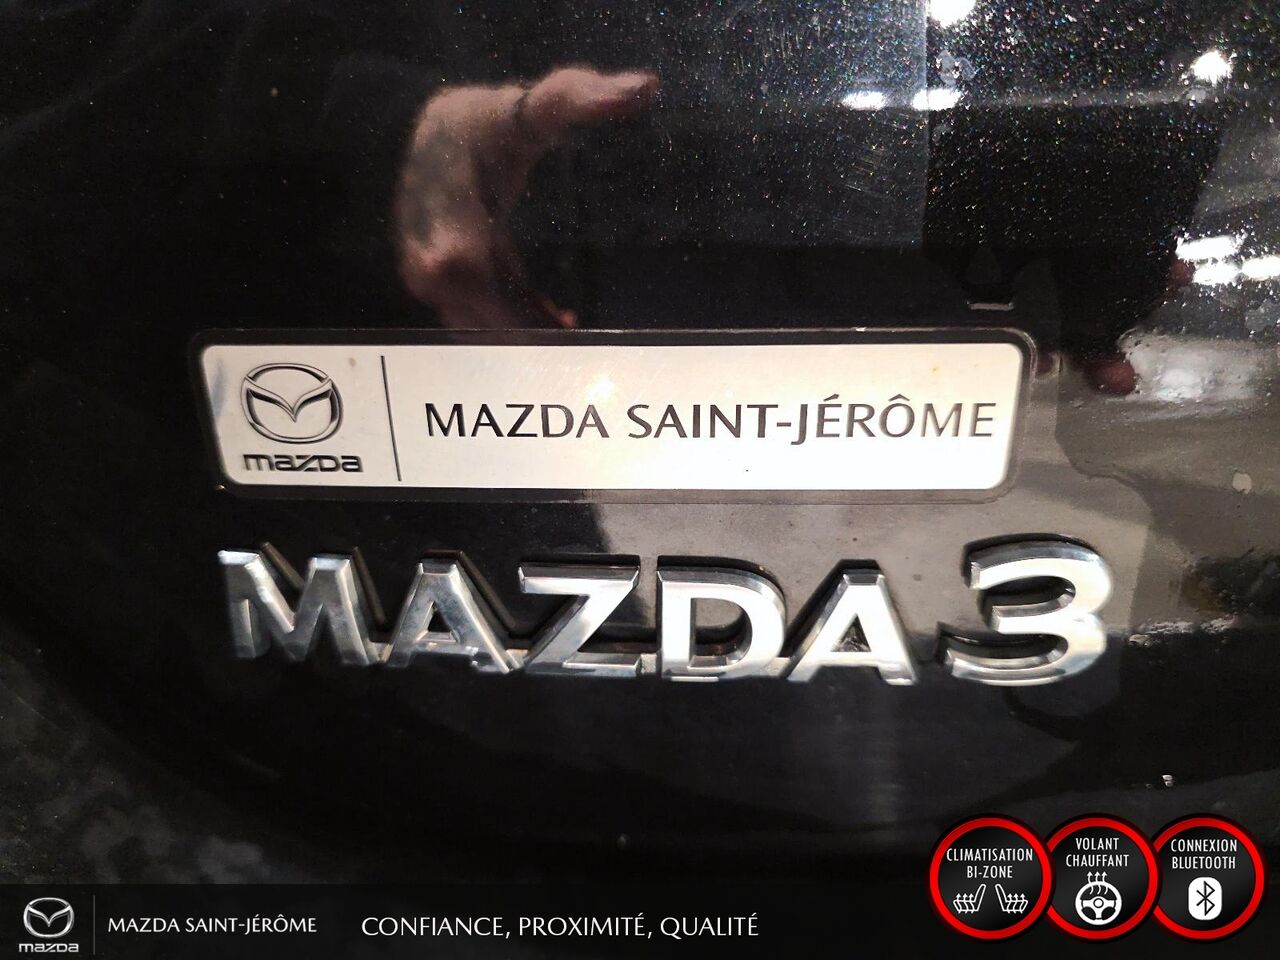 mazda
MAZDA SAINT-JÉRÔME
MAZDA3
CLIMATISATION
BI-ZONE
VOLANT
CHAUFFANT
CONNEXION
BLUETOOTH
mazda
MAZDA SAINT-JÉRÔME
CONFIANCE, PROXIMITÉ, QUALITÉ